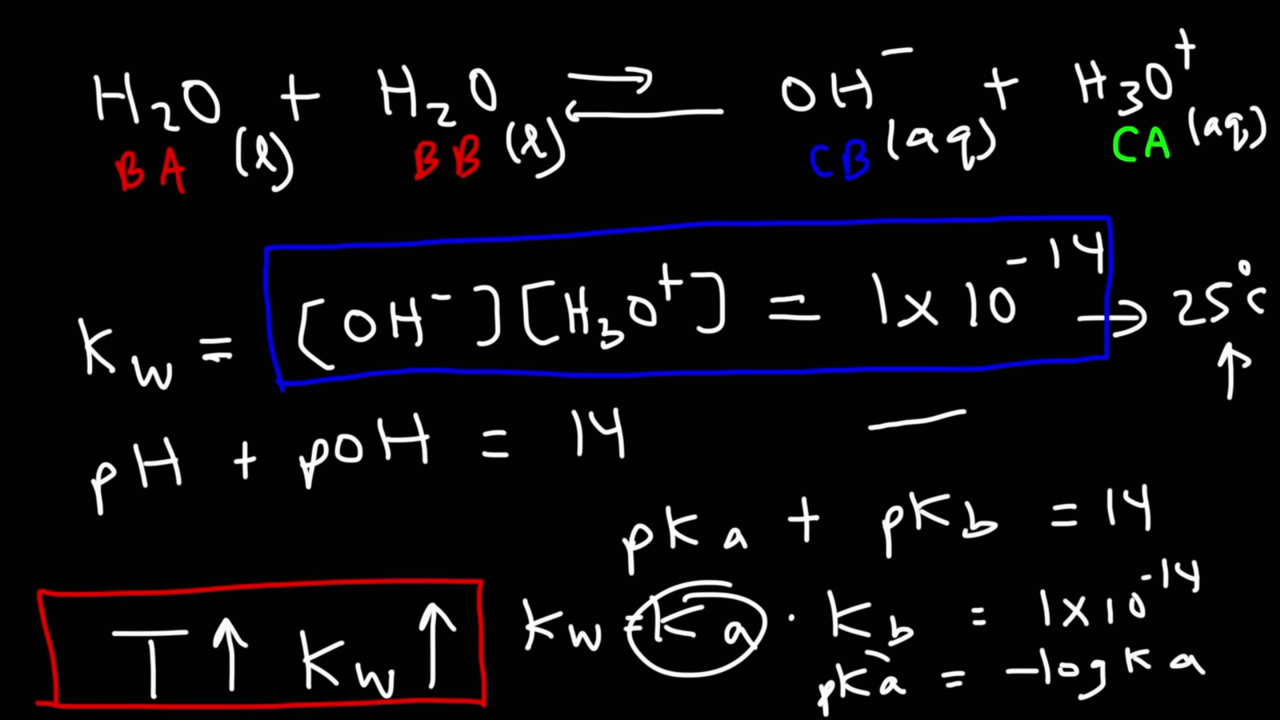 H₂O (l) + H₂O (l) ⇌ OH⁻ (aq) + H₃O⁺ (aq)
BA BB CB CA
Kw = [OH⁻][H₃O⁺] = 1x10⁻¹⁴ → 25°C
↑
pH + pOH = 14
pKa + pKb = 14
T↑ Kw↑
Kw = Ka · Kb = 1x10⁻¹⁴
pKa = -log Ka